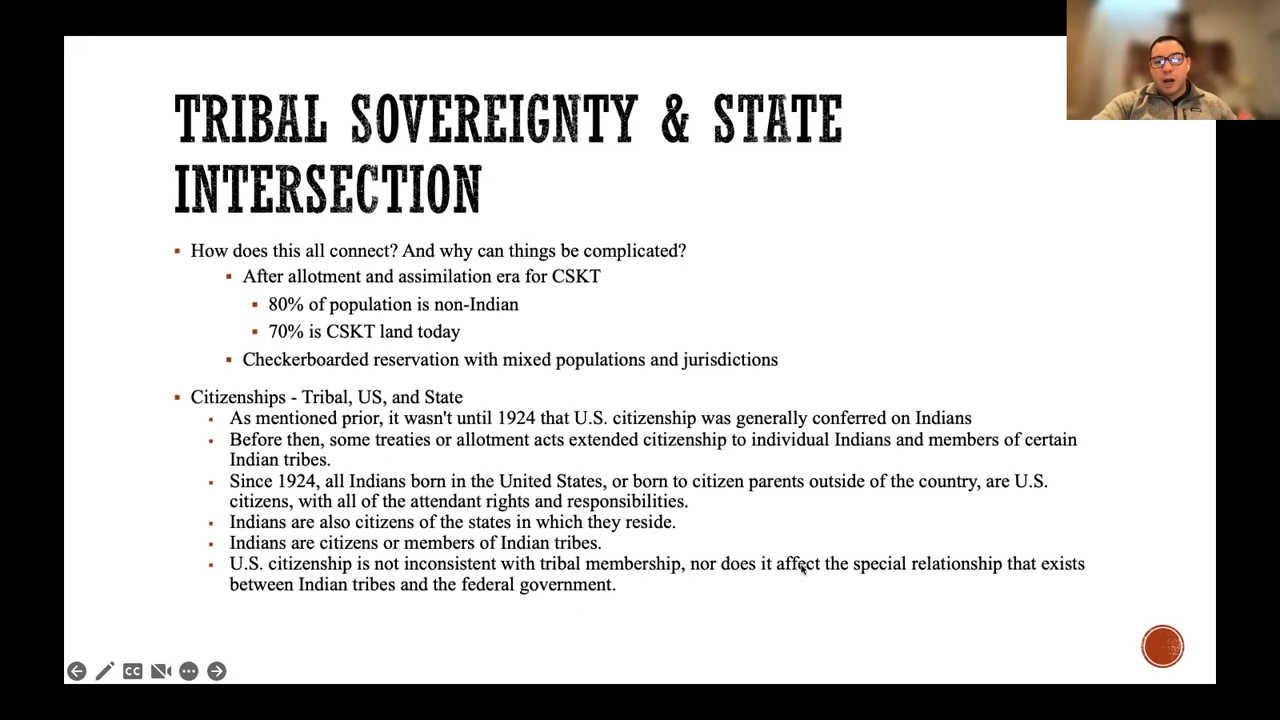 TRIBAL SOVEREIGNTY & STATE
INTERSECTION
▪ How does this all connect? And why can things be complicated?
▪ After allotment and assimilation era for CSKT
▪ 80% of population is non-Indian
▪ 70% is CSKT land today
▪ Checkerboarded reservation with mixed populations and jurisdictions
▪ Citizenships - Tribal, US, and State
▪ As mentioned prior, it wasn't until 1924 that U.S. citizenship was generally conferred on Indians
▪ Before then, some treaties or allotment acts extended citizenship to individual Indians and members of certain
Indian tribes.
▪ Since 1924, all Indians born in the United States, or born to citizen parents outside of the country, are U.S.
citizens, with all of the attendant rights and responsibilities.
▪ Indians are also citizens of the states in which they reside.
▪ Indians are citizens or members of Indian tribes.
▪ U.S. citizenship is not inconsistent with tribal membership, nor does it affect the special relationship that exists
between Indian tribes and the federal government.
CC